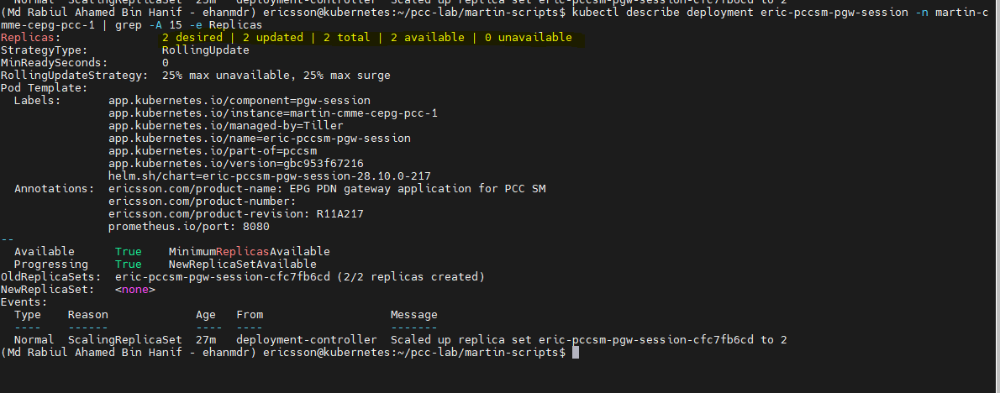 Normal ScalingReplicaSet 25m deployment-controller Scaled up replica set eric-pccsm-pgw-session-cfc7fb6cd to 2
(Md Rabiul Ahamed Bin Hanif - ehanmdr) ericsson@kubernetes:~/pcc-lab/martin-scripts$ kubectl describe deployment eric-pccsm-pgw-session -n martin-c
mme-cepg-pcc-1 | grep -A 15 -e Replicas
Replicas: 2 desired | 2 updated | 2 total | 2 available | 0 unavailable
StrategyType: RollingUpdate
MinReadySeconds: 0
RollingUpdateStrategy: 25% max unavailable, 25% max surge
Pod Template:
Labels: app.kubernetes.io/component=pgw-session
app.kubernetes.io/instance=martin-cmme-cepg-pcc-1
app.kubernetes.io/managed-by=Tiller
app.kubernetes.io/name=eric-pccsm-pgw-session
app.kubernetes.io/part-of=pccsm
app.kubernetes.io/version=gbc953f67216
helm.sh/chart=eric-pccsm-pgw-session-28.10.0-217
Annotations: ericsson.com/product-name: EPG PDN gateway application for PCC SM
ericsson.com/product-number:
ericsson.com/product-revision: R11A217
prometheus.io/port: 8080
--
Available True MinimumReplicasAvailable
Progressing True NewReplicaSetAvailable
OldReplicaSets: eric-pccsm-pgw-session-cfc7fb6cd (2/2 replicas created)
NewReplicaSet: <none>
Events:
Type Reason Age From Message
---- ------ ---- ---- -------
Normal ScalingReplicaSet 27m deployment-controller Scaled up replica set eric-pccsm-pgw-session-cfc7fb6cd to 2
(Md Rabiul Ahamed Bin Hanif - ehanmdr) ericsson@kubernetes:~/pcc-lab/martin-scripts$